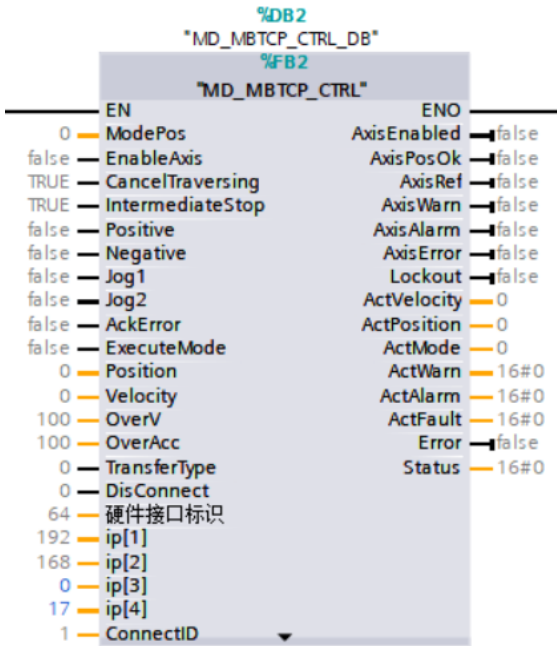 %DB2
"MD_MBTCP_CTRL_DB"
%FB2
"MD_MBTCP_CTRL"
EN ENO
0 ModePos AxisEnabled false
false EnableAxis AxisPosOk false
TRUE CancelTraversing AxisRef false
TRUE IntermediateStop AxisWarn false
false Positive AxisAlarm false
false Negative AxisError false
false Jog1 Lockout false
false Jog2 ActVelocity 0
false AckError ActPosition 0
false ExecuteMode ActMode 0
0 Position ActWarn 16#0
0 Velocity ActAlarm 16#0
100 OverV ActFault 16#0
100 OverAcc Error false
0 TransferType Status 16#0
0 DisConnect
64 硬件接口标识
192 ip[1]
168 ip[2]
0 ip[3]
17 ip[4]
1 ConnectID